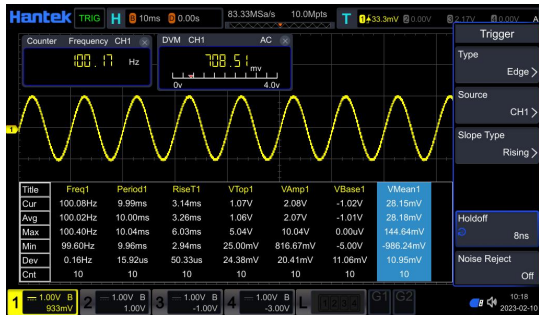 Hantek TRIG H 10ms D 0.00s 83.33MSa/s 10.0Mpts T 33.3mV 0.00V 2.17V 0.00V A
Counter Frequency CH1
100.17 Hz
DVM CH1 AC
708.51 mv
0v 4.0v
Trigger
Type
Edge >
Source
CH1 >
Slope Type
Rising >
Holdoff
8ns
Noise Reject
Off
1
Title Freq1 Period1 RiseT1 VTop1 VAmp1 VBase1 VMean1
Cur 100.08Hz 9.99ms 3.14ms 1.07V 2.08V -1.02V 28.15mV
Avg 100.02Hz 10.00ms 3.26ms 1.06V 2.07V -1.01V 28.18mV
Max 100.40Hz 10.04ms 6.03ms 5.04V 10.04V 0.00uV 144.64mV
Min 99.60Hz 9.96ms 2.94ms 25.00mV 816.67mV -5.00V -986.24mV
Dev 0.16Hz 15.92us 50.33us 24.38mV 20.41mV 11.06mV 10.95mV
Cnt 10 10 10 10 10 10 10
1 1.00V B 933mV 2 1.00V B 1.00V 3 1.00V B -1.00V 4 1.00V B -3.00V L G1 G2
10:18
2023-02-10